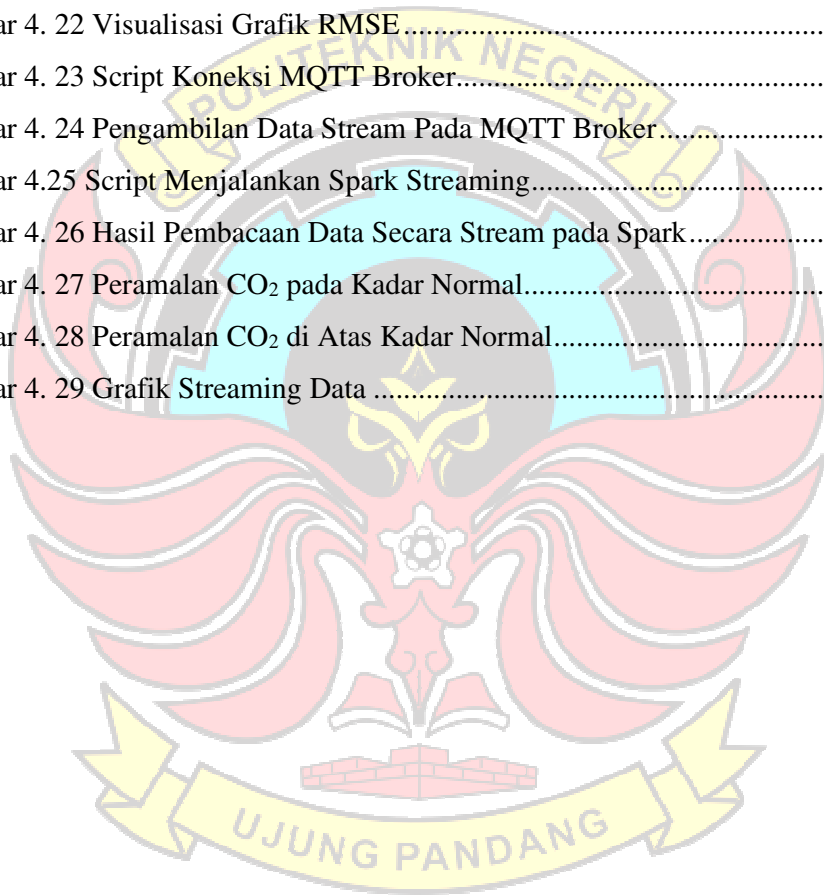 ar 4. 22 Visualisasi Grafik RMSE........................................................
ar 4. 23 Script Koneksi MQTT Broker.................................................
ar 4. 24 Pengambilan Data Stream Pada MQTT Broker......................
ar 4.25 Script Menjalankan Spark Streaming.......................................
ar 4. 26 Hasil Pembacaan Data Secara Stream pada Spark..................
ar 4. 27 Peramalan CO₂ pada Kadar Normal........................................
ar 4. 28 Peramalan CO₂ di Atas Kadar Normal....................................
ar 4. 29 Grafik Streaming Data ............................................................
POLITEKNIK NEGERI
UJUNG PANDANG